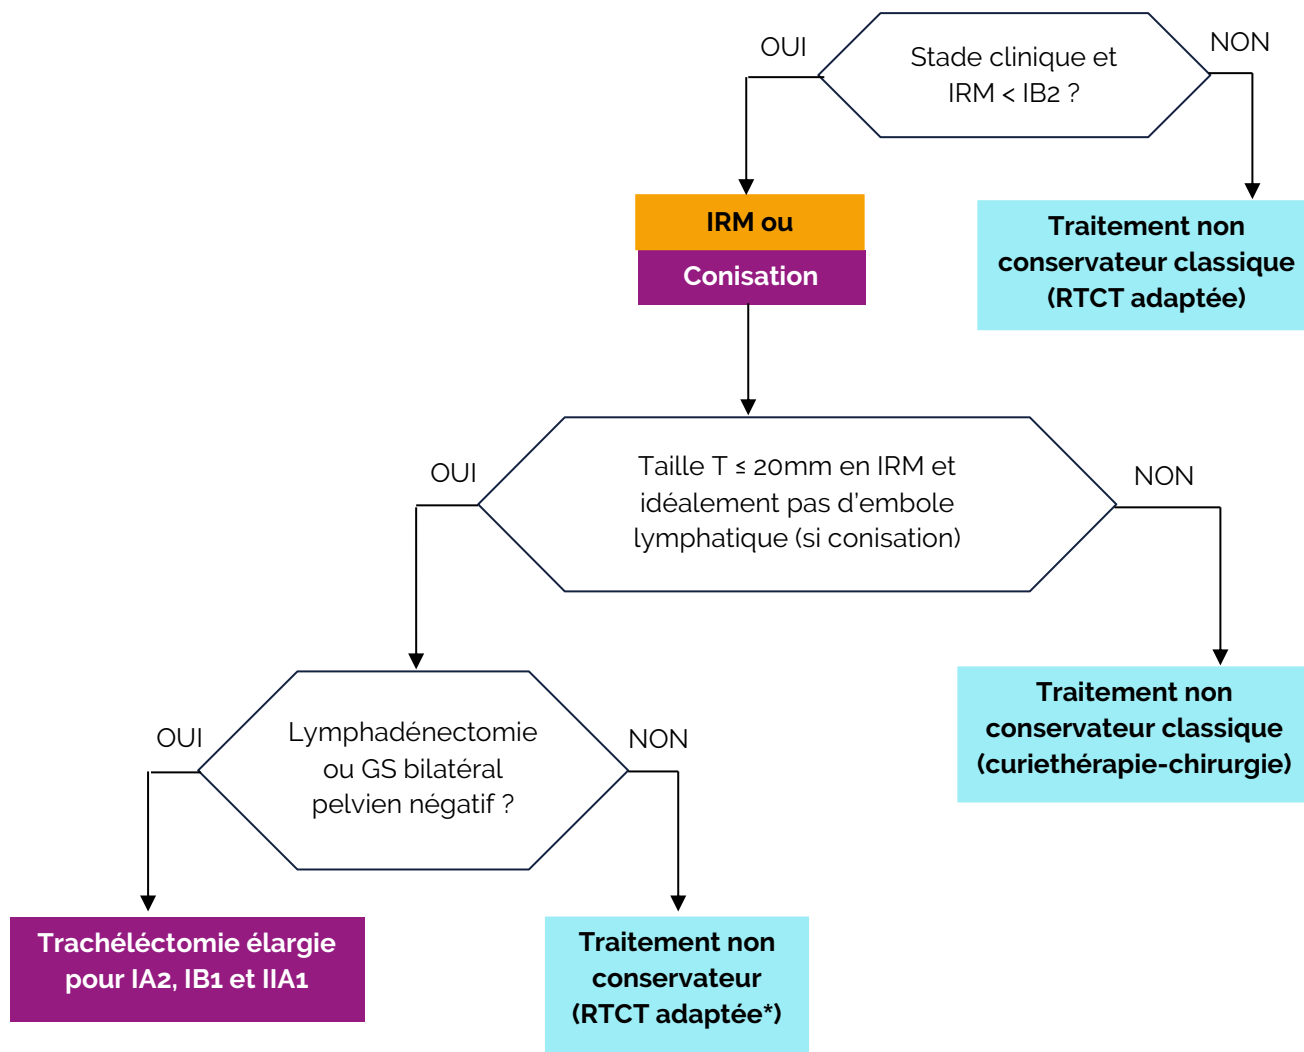 OUI
Stade clinique et
IRM < IB2 ?
NON
IRM ou
Conisation
Traitement non
conservateur classique
(RTCT adaptée)
OUI
Taille T ≤ 20mm en IRM et
idéalement pas d'embole
lymphatique (si conisation)
NON
OUI
Lymphadénectomie
ou GS bilatéral
pelvien négatif ?
NON
Traitement non
conservateur classique
(curiethérapie-chirurgie)
Trachéléctomie élargie
pour IA2, IB1 et IIA1
Traitement non
conservateur
(RTCT adaptée*)